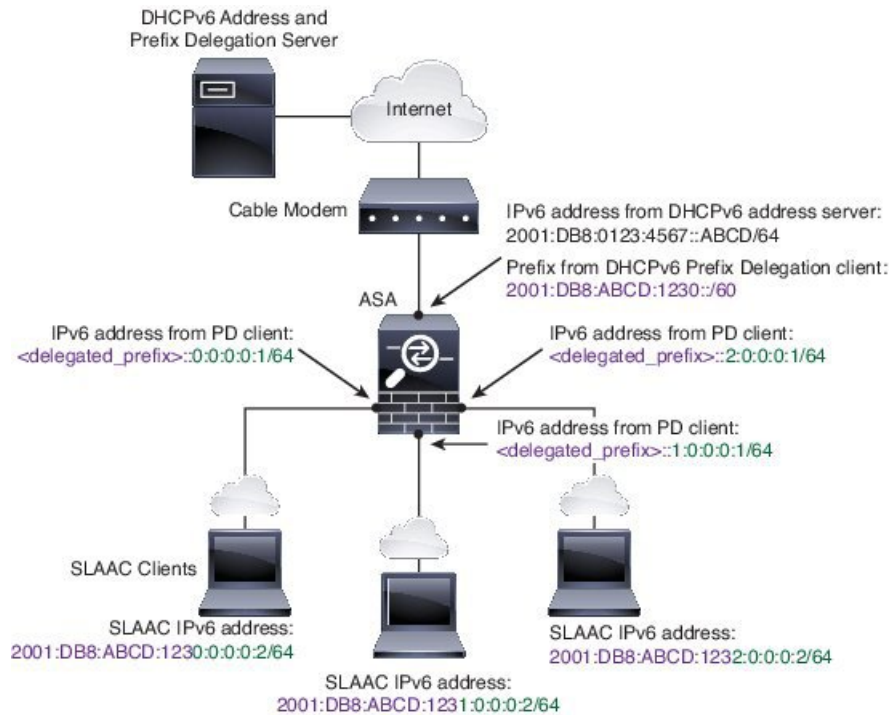 DHCPv6 Address and
Prefix Delegation Server
Internet
Cable Modem
IPv6 address from DHCPv6 address server:
2001:DB8:0123:4567::ABCD/64
Prefix from DHCPv6 Prefix Delegation client:
2001:DB8:ABCD:1230::/60
ASA
IPv6 address from PD client:
<delegated_prefix>::0:0:0:0:1/64
IPv6 address from PD client:
<delegated_prefix>::2:0:0:0:1/64
IPv6 address from PD client:
<delegated_prefix>::1:0:0:0:1/64
SLAAC Clients
SLAAC IPv6 address:
2001:DB8:ABCD:1230:0:0:0:2/64
SLAAC IPv6 address:
2001:DB8:ABCD:1231:0:0:0:2/64
SLAAC IPv6 address:
2001:DB8:ABCD:1232:0:0:0:2/64